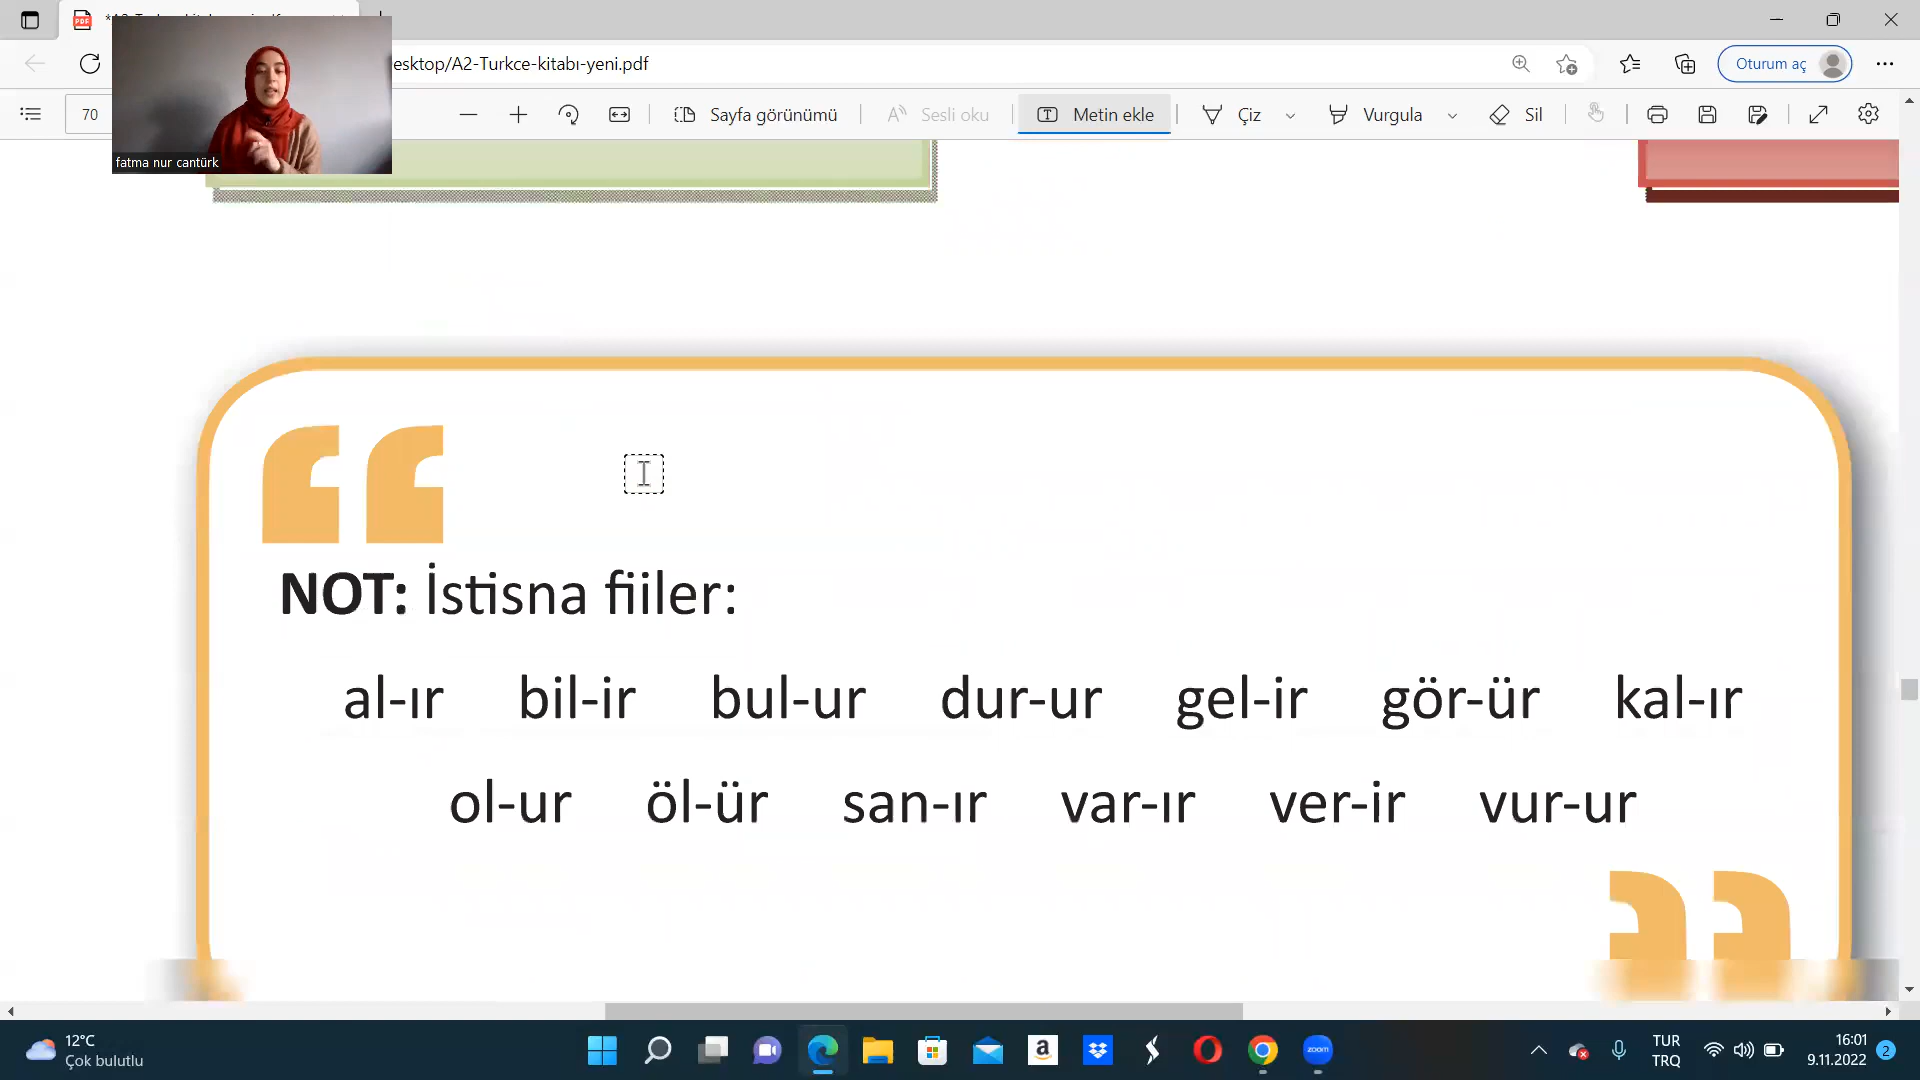 esktop/A2-Turkce-kitabı-yeni.pdf
Oturum aç
70
Sayfa görünümü
Sesli oku
Metin ekle
Çiz
Vurgula
Sil
fatma nur cantürk
NOT: İstisna fiiler:
al-ır bil-ir bul-ur dur-ur gel-ir gör-ür kal-ır
ol-ur öl-ür san-ır var-ır ver-ir vur-ur
12°C
Çok bulutlu
zoom
TUR
TRQ
16:01
9.11.2022
2